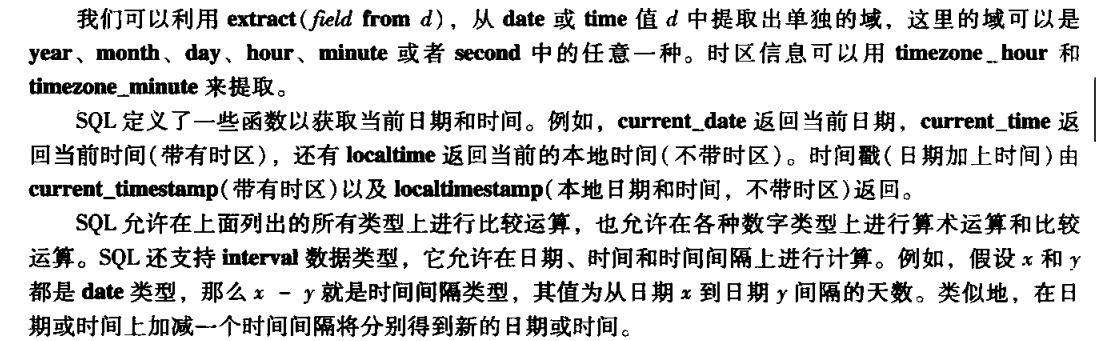 我们可以利用 extract(field from d)，从 date 或 time 值 d 中提取出单独的域，这里的域可以是
year、month、day、hour、minute 或者 second 中的任意一种。时区信息可以用 timezone_hour 和
timezone_minute 来提取。
SQL 定义了一些函数以获取当前日期和时间。例如，current_date 返回当前日期，current_time 返
回当前时间(带有时区)，还有 localtime 返回当前的本地时间(不带时区)。时间戳(日期加上时间)由
current_timestamp(带有时区)以及 localtimestamp(本地日期和时间，不带时区)返回。
SQL 允许在上面列出的所有类型上进行比较运算，也允许在各种数字类型上进行算术运算和比较
运算。SQL 还支持 interval 数据类型，它允许在日期、时间和时间间隔上进行计算。例如，假设 x 和 y
都是 date 类型，那么 x - y 就是时间间隔类型，其值为从日期 x 到日期 y 间隔的天数。类似地，在日
期或时间上加减一个时间间隔将分别得到新的日期或时间。